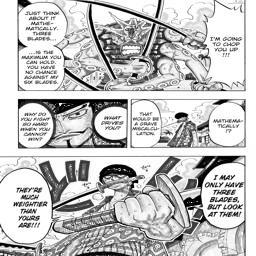 I'M GOING
TO CHOP
YOU UP
!!!
JUST THINK
ABOUT IT
MATHE-
MATICALLY.
THREE
BLADES...
...IS THE
MAXIMUM
YOU CAN
HOLD. YOU
HAVE NO
CHANCE
AGAINST MY
SIX BLADES.
MATHE-
MATICALLY
!?
THAT
WOULD BE
A GRAVE
MISCALCU-
LATION.
WHAT
DRIVES
YOU?
WHY DO
YOU FIGHT
SO HARD
WHEN YOU
CANNOT
WIN?
I MAY
ONLY HAVE
THREE
BLADES,
BUT LOOK
AT THEM!
THEY'RE
MUCH
WEIGHTIER
THAN
YOURS
ARE!!!